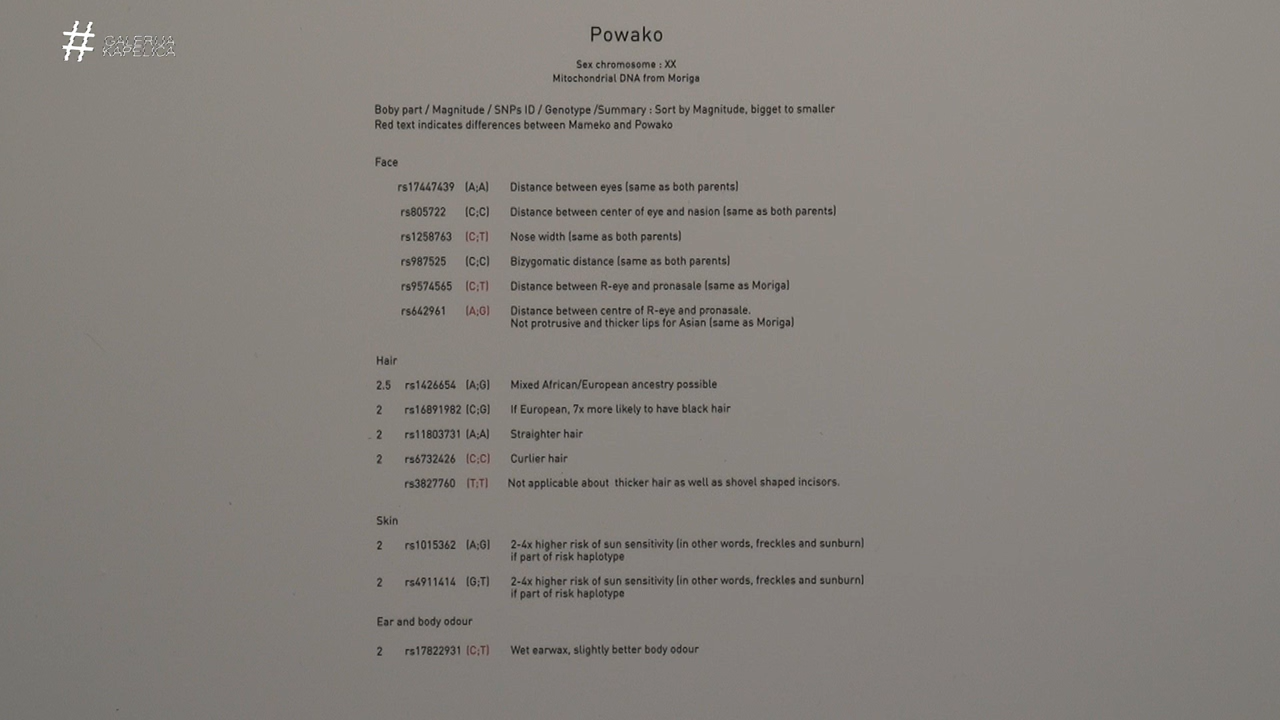 #
GALERIJA
KAPELICA
Powako
Sex chromosome : XX
Mitochondrial DNA from Moriga
Boby part / Magnitude / SNPs ID / Genotype /Summary : Sort by Magnitude, bigget to smaller
Red text indicates differences between Mameko and Powako
Face
rs17447439 (A;A) Distance between eyes (same as both parents)
rs805722 (C;C) Distance between center of eye and nasion (same as both parents)
rs1258763 (C;T) Nose width (same as both parents)
rs987525 (C;C) Bizygomatic distance (same as both parents)
rs9574565 (C;T) Distance between R-eye and pronasale (same as Moriga)
rs642961 (A;G) Distance between centre of R-eye and pronasale.
Not protrusive and thicker lips for Asian (same as Moriga)
Hair
2.5 rs1426654 (A;G) Mixed African/European ancestry possible
2 rs16891982 (C;G) If European, 7x more likely to have black hair
2 rs11803731 (A;A) Straighter hair
2 rs6732426 (C;C) Curlier hair
rs3827760 (T;T) Not applicable about thicker hair as well as shovel shaped incisors.
Skin
2 rs1015362 (A;G) 2-4x higher risk of sun sensitivity (in other words, freckles and sunburn)
if part of risk haplotype
2 rs4911414 (G;T) 2-4x higher risk of sun sensitivity (in other words, freckles and sunburn)
if part of risk haplotype
Ear and body odour
2 rs17822931 (C;T) Wet earwax, slightly better body odour